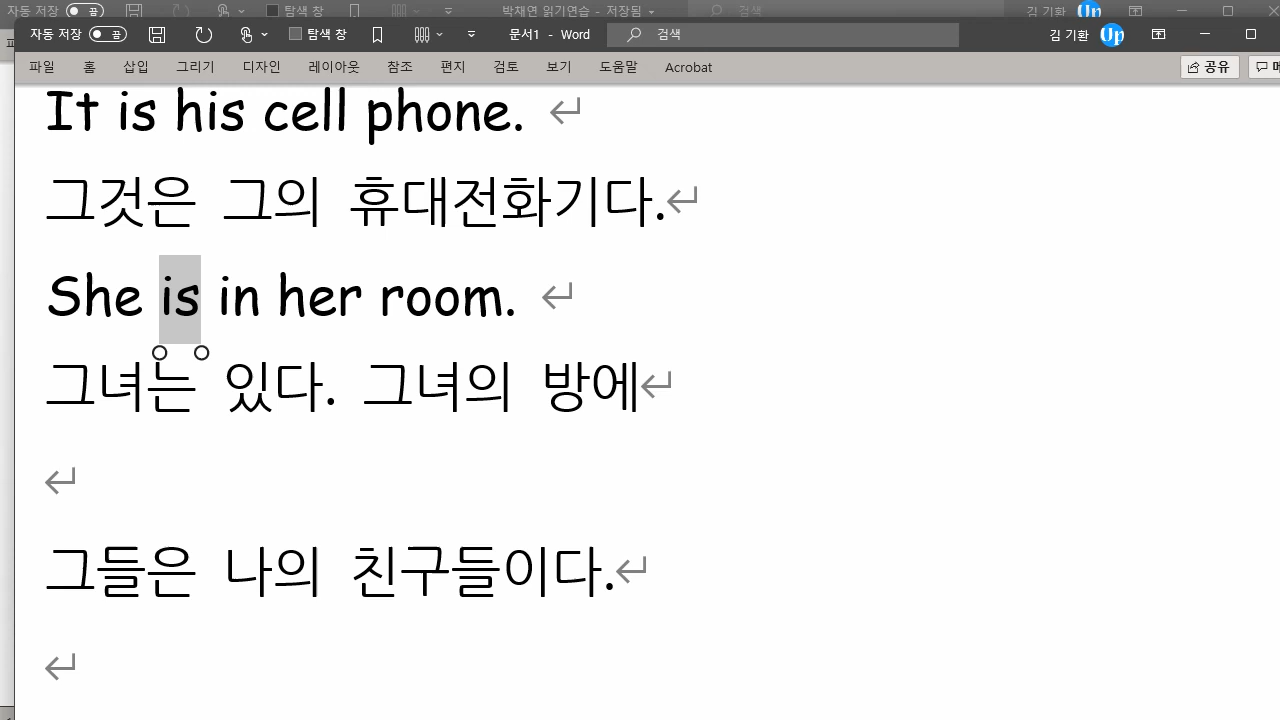 자동 저장 끔 탐색 창 박재연 읽기연습 - 저장됨 검색 김 기환 Up
자동 저장 끔 탐색 창 문서1 - Word 검색 김 기환 Up
파일 홈 삽입 그리기 디자인 레이아웃 참조 편지 검토 보기 도움말 Acrobat 공유
It is his cell phone.
그것은 그의 휴대전화기다.
She is in her room.
그녀는 있다. 그녀의 방에
그들은 나의 친구들이다.